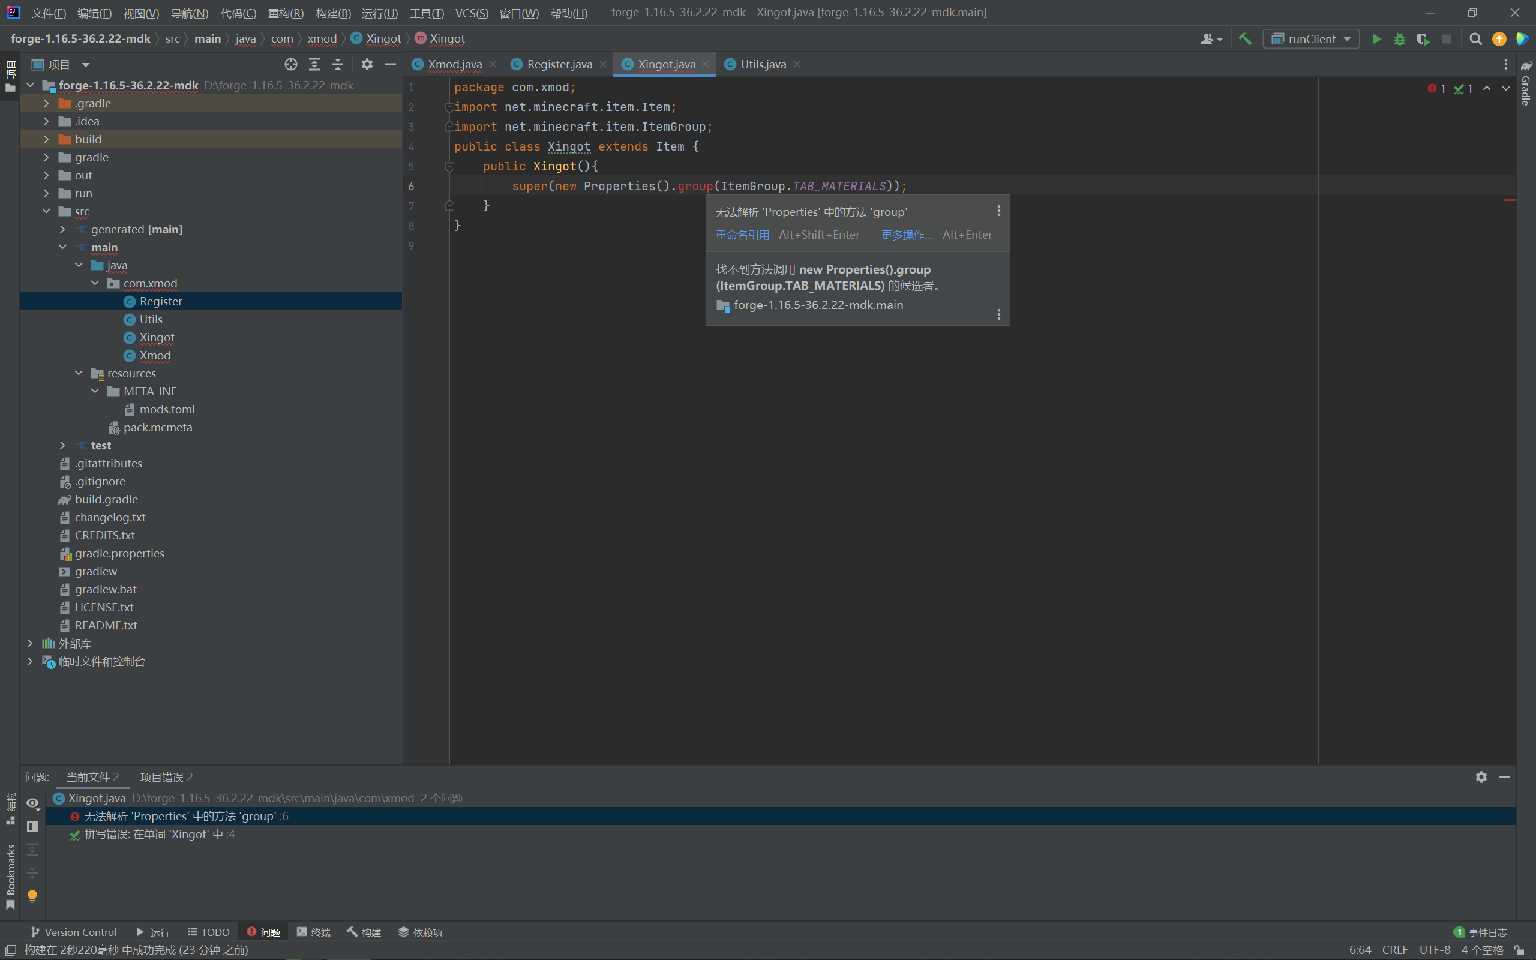 文件(F) 编辑(E) 视图(V) 导航(N) 代码(C) 重构(R) 构建(B) 运行(U) 工具(T) VCS(S) 窗口(W) 帮助(H) forge-1.16.5-36.2.22-mdk - Xingot.java [forge-1.16.5-36.2.22-mdk.main]
forge-1.16.5-36.2.22-mdk src main java com xmod Xingot Xingot runClient
项目
项目
Xmod.java Register.java Xingot.java Utils.java
Gradle
forge-1.16.5-36.2.22-mdk D:\forge-1.16.5-36.2.22-mdk
.gradle
.idea
build
gradle
out
run
src
generated [main]
main
java
com.xmod
Register
Utils
Xingot
Xmod
resources
META-INF
mods.toml
pack.mcmeta
test
.gitattributes
.gitignore
build.gradle
changelog.txt
CREDITS.txt
gradle.properties
gradlew
gradlew.bat
LICENSE.txt
README.txt
外部库
临时文件和控制台
1 package com.xmod;
2 import net.minecraft.item.Item;
3 import net.minecraft.item.ItemGroup;
4 public class Xingot extends Item {
5 public Xingot(){
6 super(new Properties().group(ItemGroup.TAB_MATERIALS));
7 }
8 }
9
1 1
无法解析 'Properties' 中的方法 'group'
重命名引用 Alt+Shift+Enter 更多操作... Alt+Enter
找不到方法调用 new Properties().group
(ItemGroup.TAB_MATERIALS) 的候选者。
forge-1.16.5-36.2.22-mdk.main
问题: 当前文件 2 项目错误 2
Xingot.java D:\forge-1.16.5-36.2.22-mdk\src\main\java\com\xmod 2 个问题
无法解析 'Properties' 中的方法 'group' :6
拼写错误: 在单词 'Xingot' 中 :4
结构
Bookmarks
Version Control 运行 TODO 问题 终端 构建 依赖项 1 事件日志
构建在 2秒220毫秒 中成功完成 (23 分钟 之前) 6:64 CRLF UTF-8 4 个空格